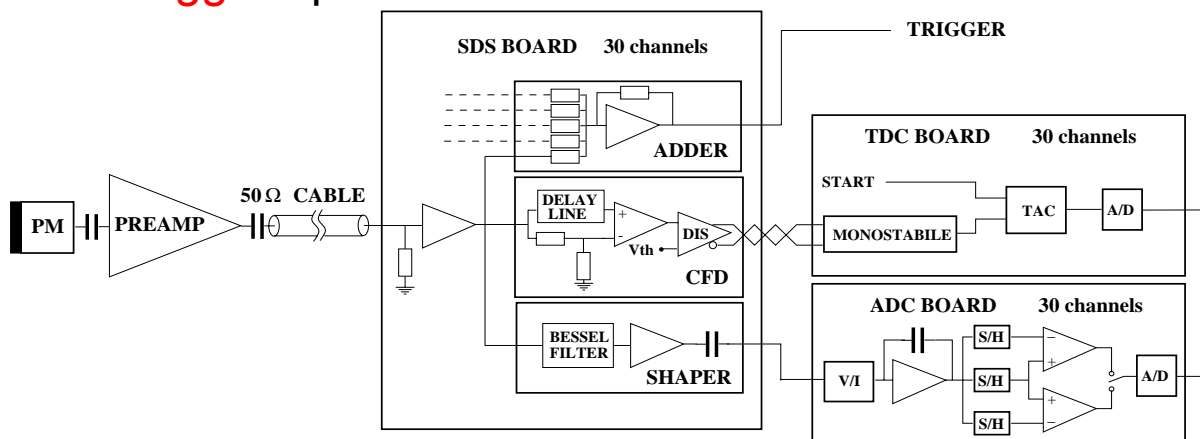 gg
SDS BOARD 30 channels
TRIGGER
ADDER
TDC BOARD 30 channels
START
TAC
A/D
MONOSTABILE
PM
PREAMP
50 Ω CABLE
DELAY
LINE
+
-
Vth
DIS
CFD
BESSEL
FILTER
SHAPER
ADC BOARD 30 channels
V/I
S/H
S/H
S/H
−
+
+
−
A/D